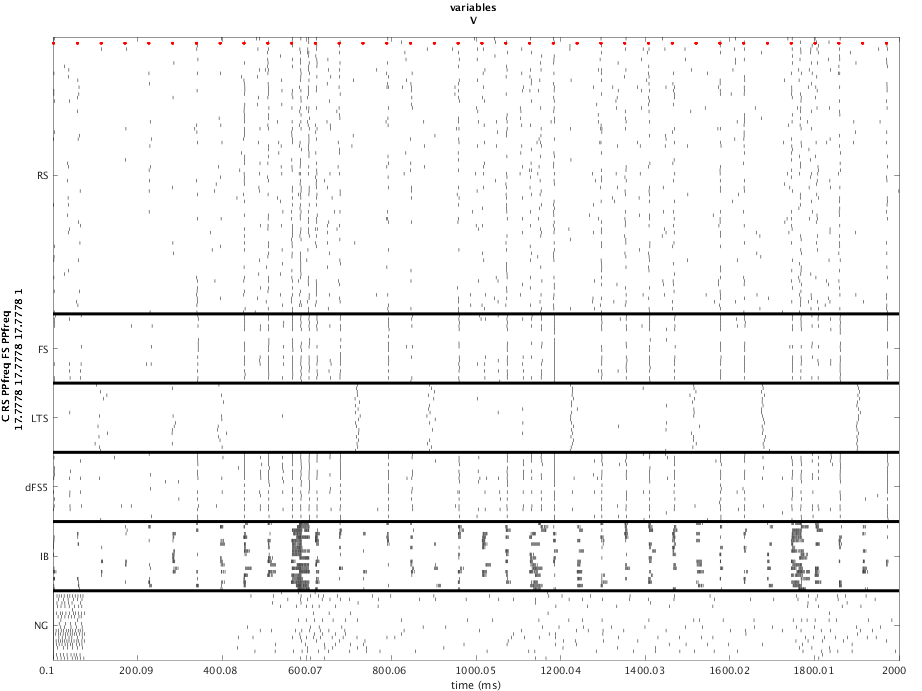 variables
V
C RS PPfreq FS PPfreq
17.7778 17.7778 17.7778 1
RS
FS
LTS
dFS5
IB
NG
0.1 200.09 400.08 600.07 800.06 1000.05 1200.04 1400.03 1600.02 1800.01 2000
time (ms)